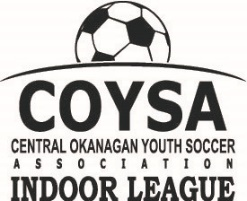 COYSA
CENTRAL OKANAGAN YOUTH SOCCER
ASSOCIATION
INDOOR LEAGUE